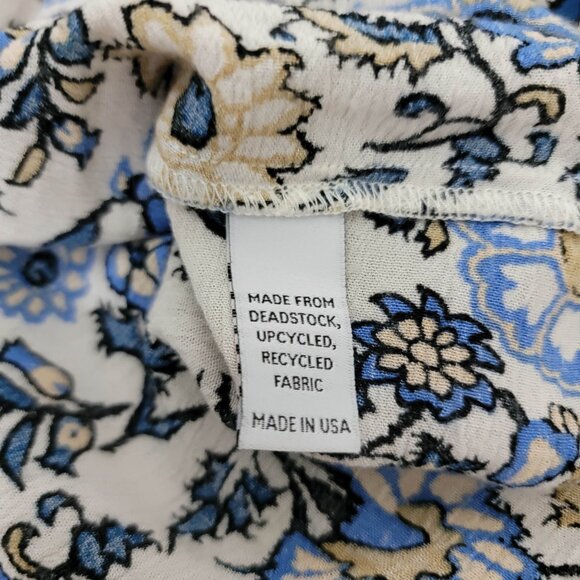 MADE FROM
DEADSTOCK,
UPCYCLED,
RECYCLED
FABRIC
MADE IN USA